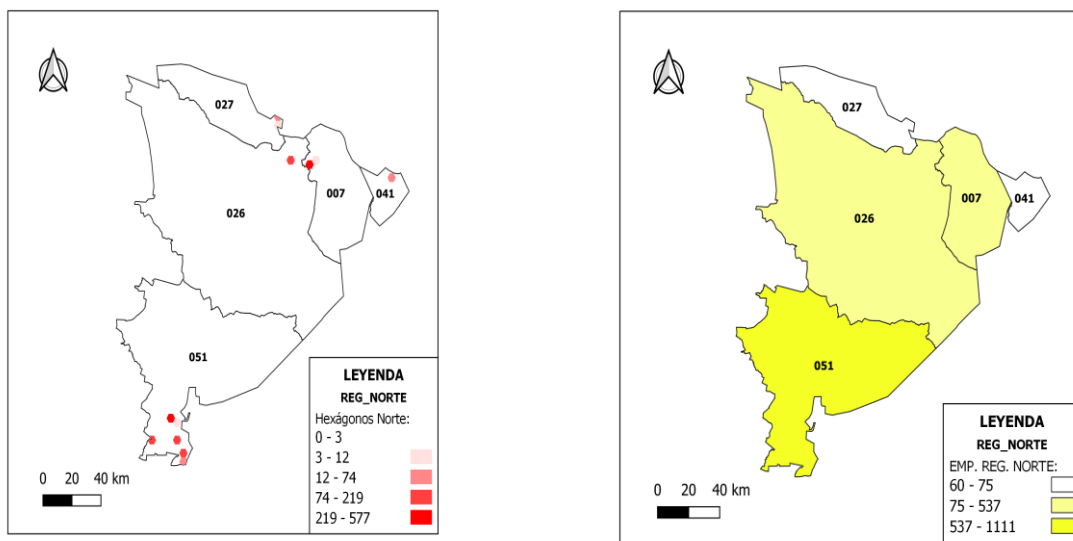 027
041
007
026
051
LEYENDA
REG_NORTE
Hexágonos Norte:
0 - 3
3 - 12
12 - 74
74 - 219
219 - 577
0 20 40 km
027
007
041
026
051
LEYENDA
REG_NORTE
EMP. REG. NORTE:
60 - 75
75 - 537
537 - 1111
0 20 40 km